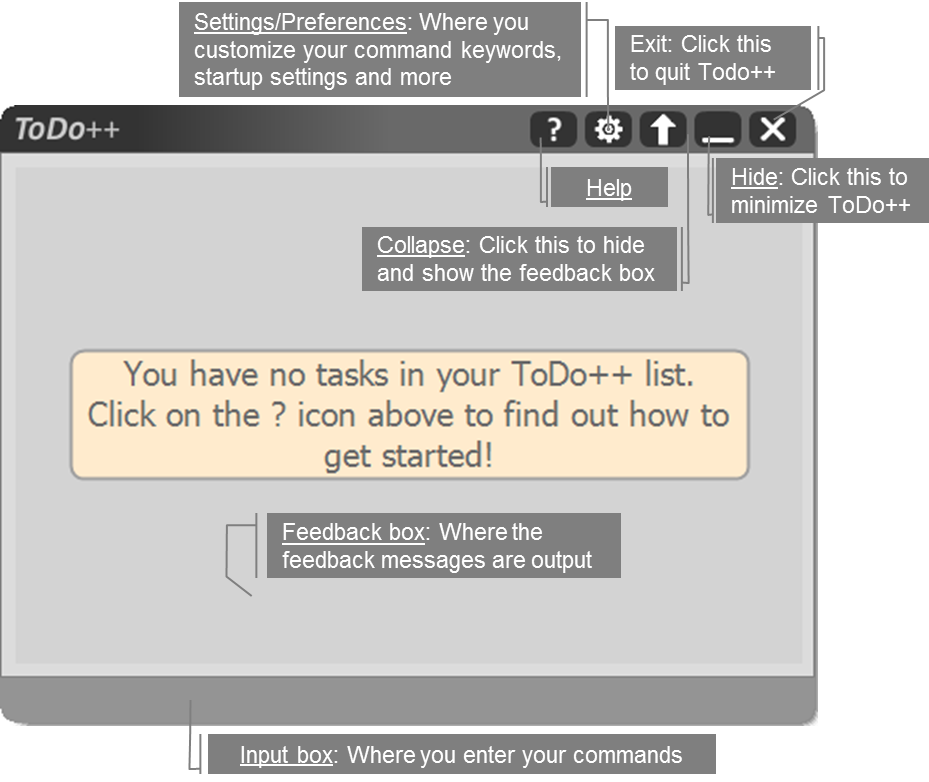 Settings/Preferences: Where you
customize your command keywords,
startup settings and more
Exit: Click this
to quit Todo++
ToDo++
?
Help
Hide: Click this to
minimize ToDo++
Collapse: Click this to hide
and show the feedback box
You have no tasks in your ToDo++ list.
Click on the ? icon above to find out how to
get started!
Feedback box: Where the
feedback messages are output
Input box: Where you enter your commands